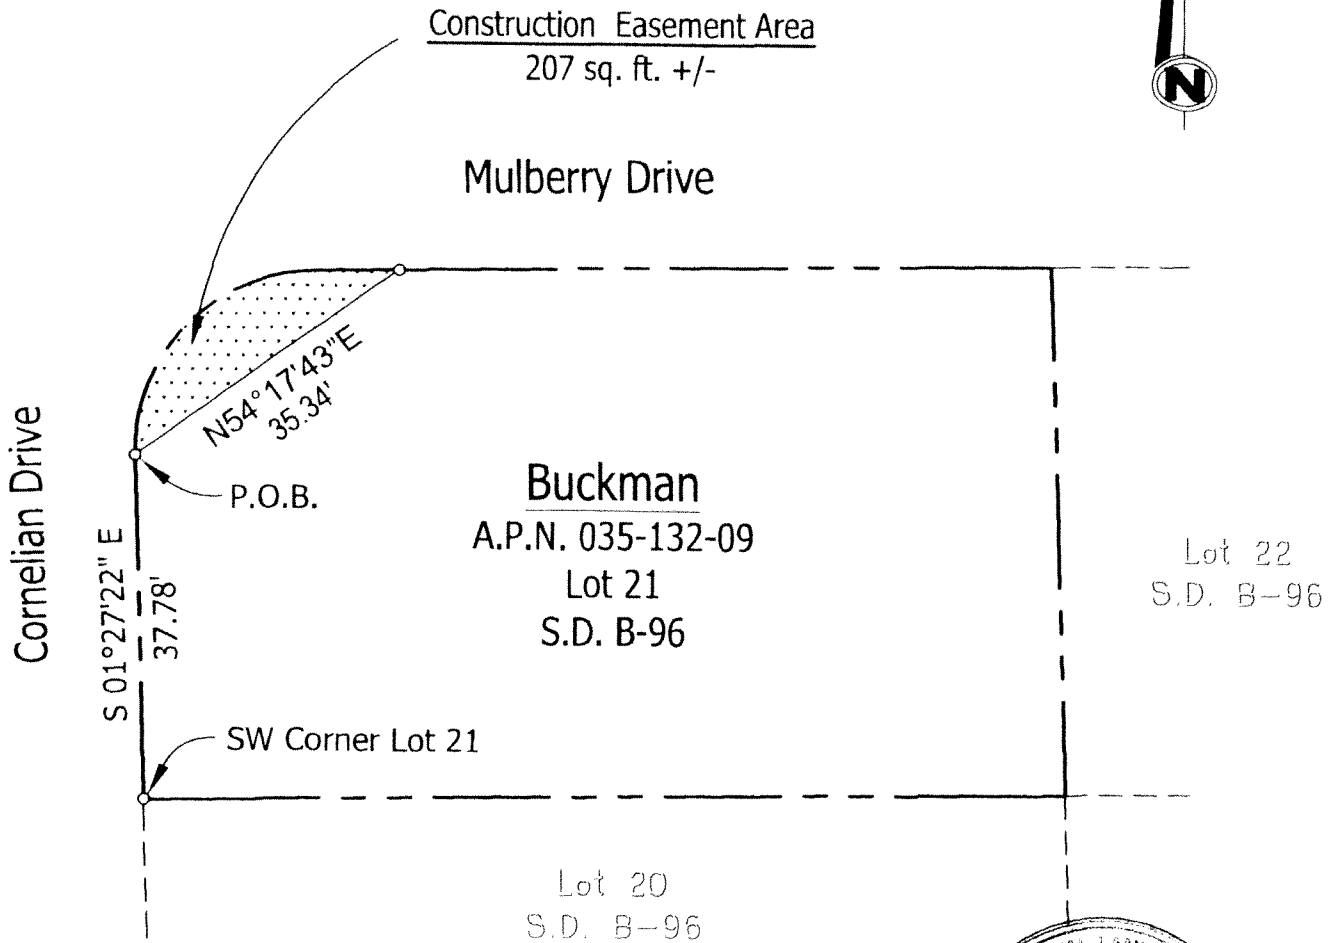 Construction Easement Area
207 sq. ft. +/-
N
Mulberry Drive
N54°17'43"E
35.34'
P.O.B.
Cornelian Drive
S 01°27'22" E
37.78'
Buckman
A.P.N. 035-132-09
Lot 21
S.D. B-96
Lot 22
S.D. B-96
SW Corner Lot 21
Lot 20
S.D. B-96